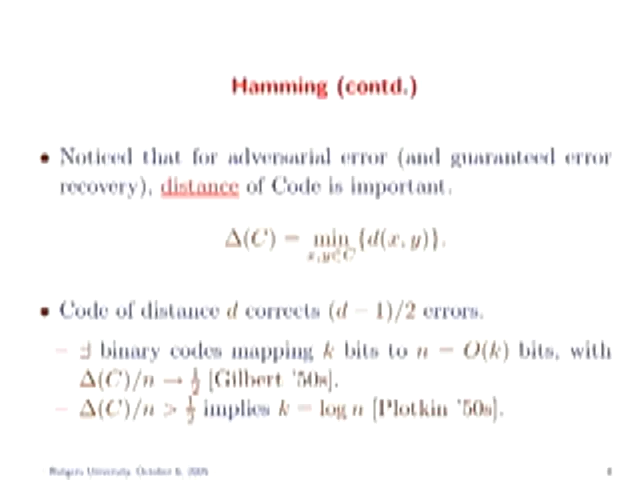 Hamming (contd.)
• Noticed that for adversarial error (and guaranteed error
recovery), distance of Code is important.
Δ(C) = min {d(x, y)}.
x,y∈C
• Code of distance d corrects (d − 1)/2 errors.
– ∃ binary codes mapping k bits to n = O(k) bits, with
Δ(C)/n → ½ [Gilbert '50s].
– Δ(C)/n > ½ implies k = log n [Plotkin '50s].
Rutgers University, October 6,